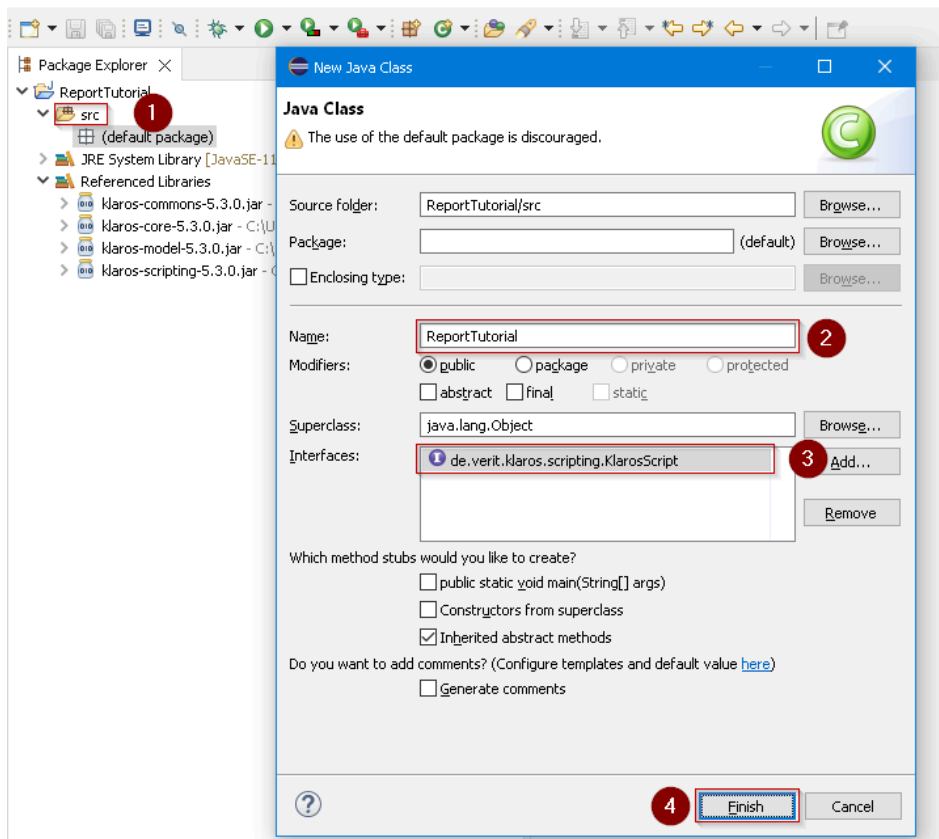 Package Explorer
ReportTutorial
src
1
(default package)
JRE System Library [JavaSE-11
Referenced Libraries
klaros-commons-5.3.0.jar -
klaros-core-5.3.0.jar - C:\U
klaros-model-5.3.0.jar - C:\
klaros-scripting-5.3.0.jar - C
New Java Class
Java Class
The use of the default package is discouraged.
Source folder: ReportTutorial/src Browse...
Package: (default) Browse...
Enclosing type: Browse...
Name: ReportTutorial 2
Modifiers: public package private protected
abstract final static
Superclass: java.lang.Object Browse...
Interfaces: de.verit.klaros.scripting.KlarosScript 3 Add...
Remove
Which method stubs would you like to create?
public static void main(String[] args)
Constructors from superclass
Inherited abstract methods
Do you want to add comments? (Configure templates and default value here)
Generate comments
4 Finish Cancel